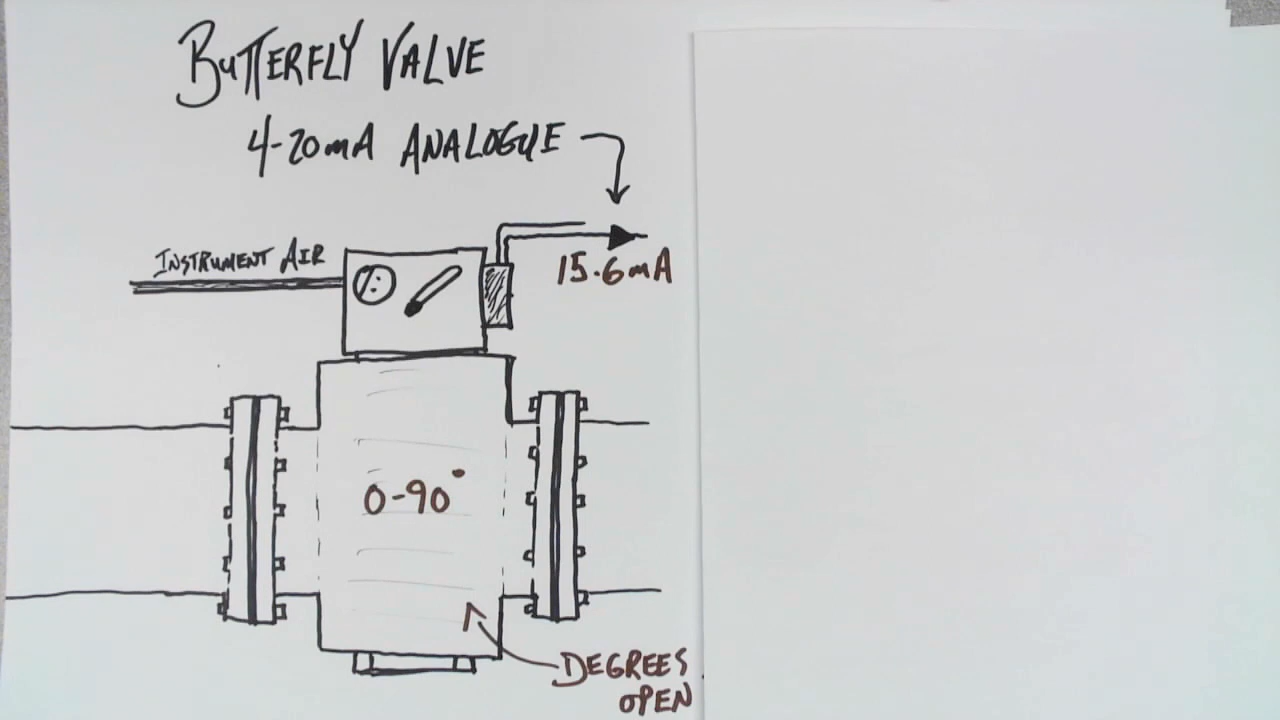 BUTTERFLY VALVE
4-20mA ANALOGUE
INSTRUMENT AIR
15.6mA
0-90°
DEGREES
OPEN